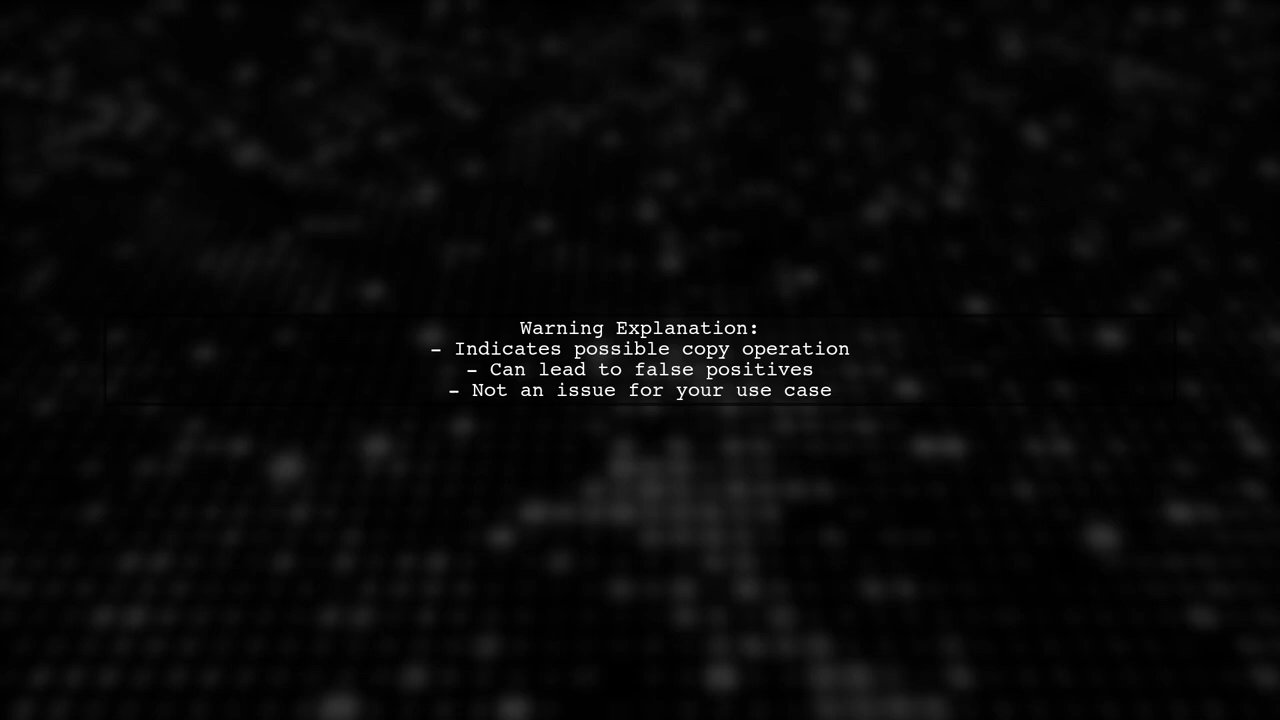 Warning Explanation:
- Indicates possible copy operation
- Can lead to false positives
- Not an issue for your use case